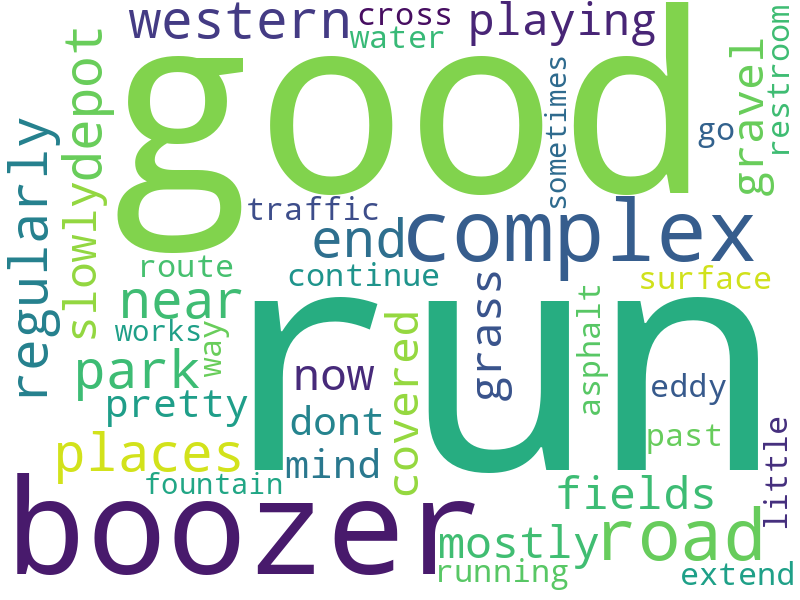 western
cross
water
playing
good
depot
gravel
restroom
sometimes
go
regularly
slowly
traffic
end
complex
route
continue
surface
near
works
way
covered
run
grass
asphalt
park
now
eddy
pretty
dont
past
places
mind
little
fountain
boozer
fields
mostly
road
running
extend